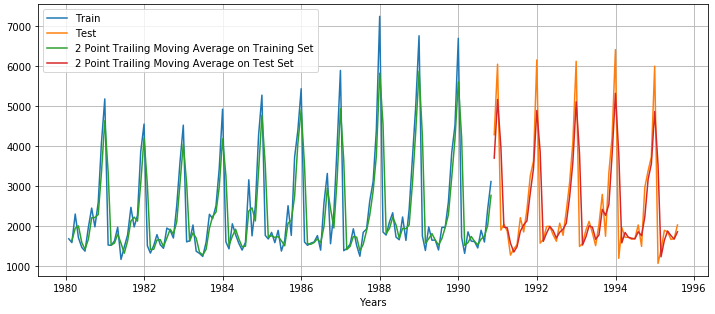 Train
Test
2 Point Trailing Moving Average on Training Set
2 Point Trailing Moving Average on Test Set
7000
6000
5000
4000
3000
2000
1000
1980 1982 1984 1986 1988 1990 1992 1994 1996
Years